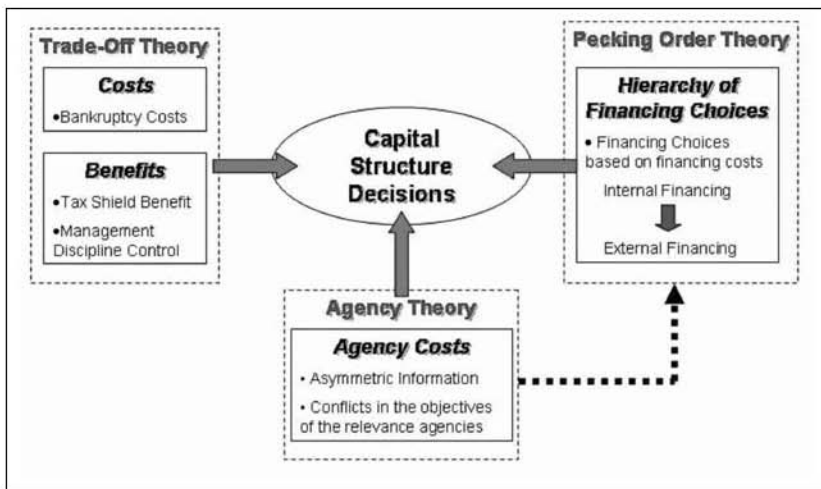 Trade-Off Theory
Costs
•Bankruptcy Costs
Benefits
•Tax Shield Benefit
•Management
Discipline Control
Capital
Structure
Decisions
Pecking Order Theory
Hierarchy of
Financing Choices
• Financing Choices
based on financing costs
Internal Financing
External Financing
Agency Theory
Agency Costs
• Asymmetric Information
• Conflicts in the objectives
of the relevance agencies